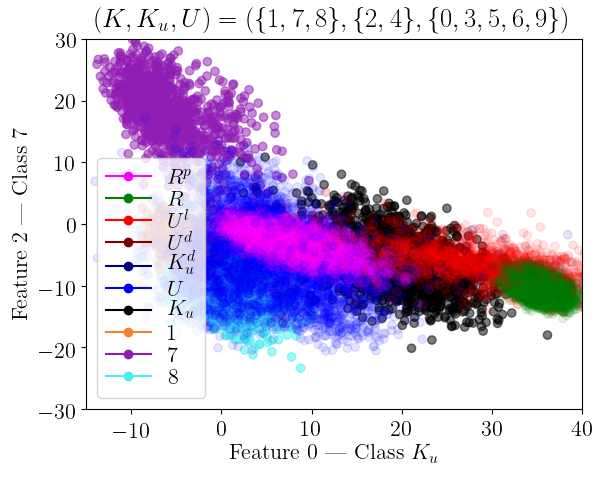 (K, K_u, U) = ({1, 7, 8}, {2, 4}, {0, 3, 5, 6, 9})
30
20
10
0
−10
−20
−30
Feature 2 — Class 7
R^p
R
U^l
U^d
K_u^d
U
K_u
1
7
8
−10 0 10 20 30 40
Feature 0 — Class K_u